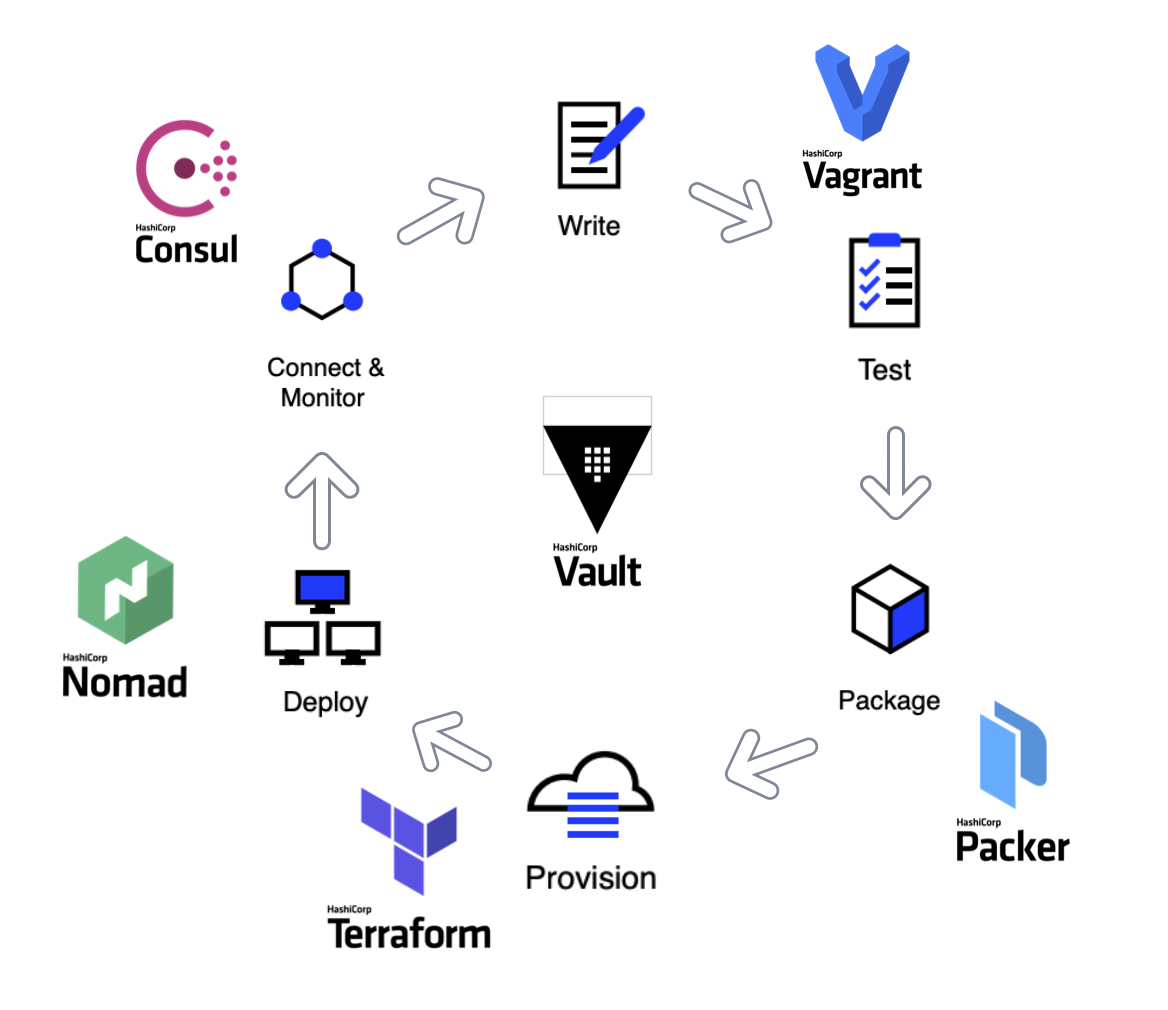 Write
HashiCorp
Vagrant
Test
Package
HashiCorp
Packer
Provision
HashiCorp
Terraform
Deploy
HashiCorp
Nomad
Connect &
Monitor
HashiCorp
Consul
HashiCorp
Vault